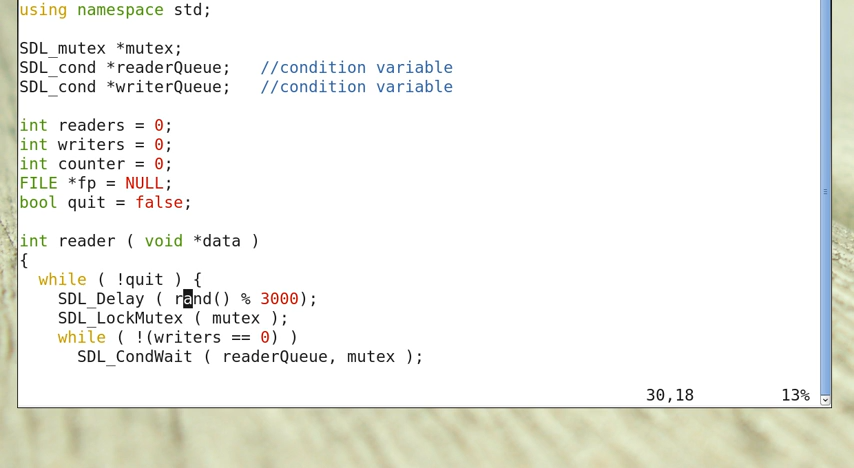 using namespace std;
SDL_mutex *mutex;
SDL_cond *readerQueue;   //condition variable
SDL_cond *writerQueue;   //condition variable
int readers = 0;
int writers = 0;
int counter = 0;
FILE *fp = NULL;
bool quit = false;
int reader ( void *data )
{
  while ( !quit ) {
    SDL_Delay ( rand() % 3000);
    SDL_LockMutex ( mutex );
    while ( !(writers == 0) )
      SDL_CondWait ( readerQueue, mutex );
30,18         13%